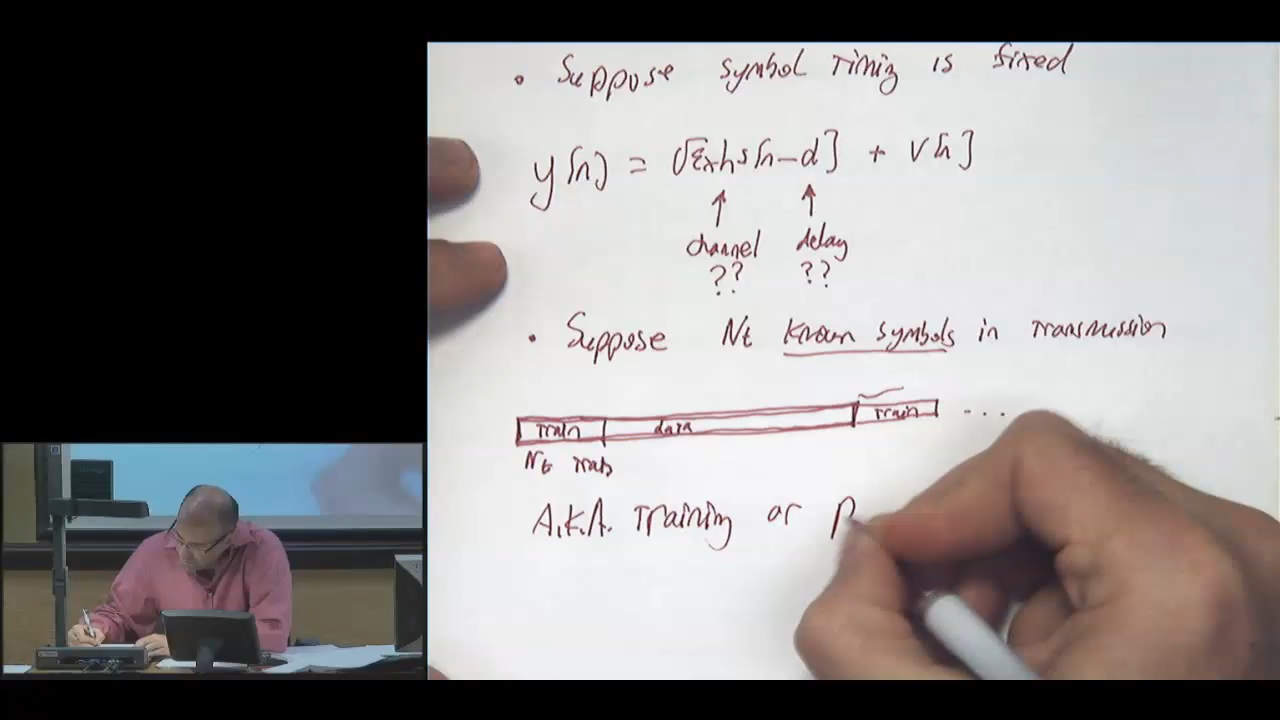 • Suppose symbol timing is fixed
y[n] = √Ex h s[n-d] + v[n]
↑ ↑
channel delay
?? ??
• Suppose Nt known symbols in transmission
train data train ...
Nt train
A.K.A. Training or p